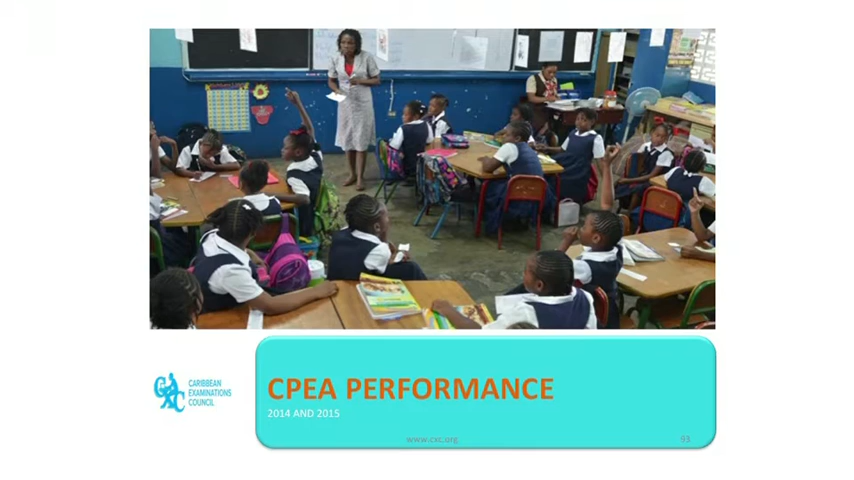 CARIBBEAN
EXAMINATIONS
COUNCIL
CPEA PERFORMANCE
2014 AND 2015
www.cxc.org
93